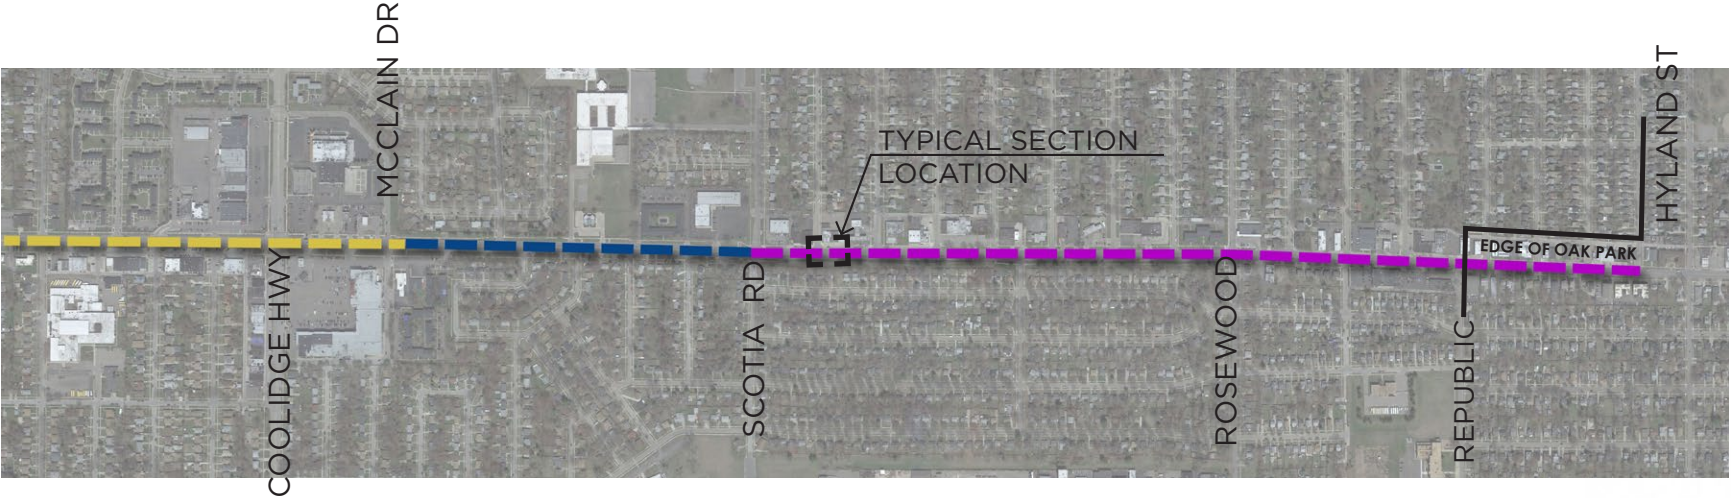 MCCLAIN DR
HYLAND ST
TYPICAL SECTION
LOCATION
EDGE OF OAK PARK
COOLIDGE HWY
SCOTIA RD
ROSEWOOD
REPUBLIC